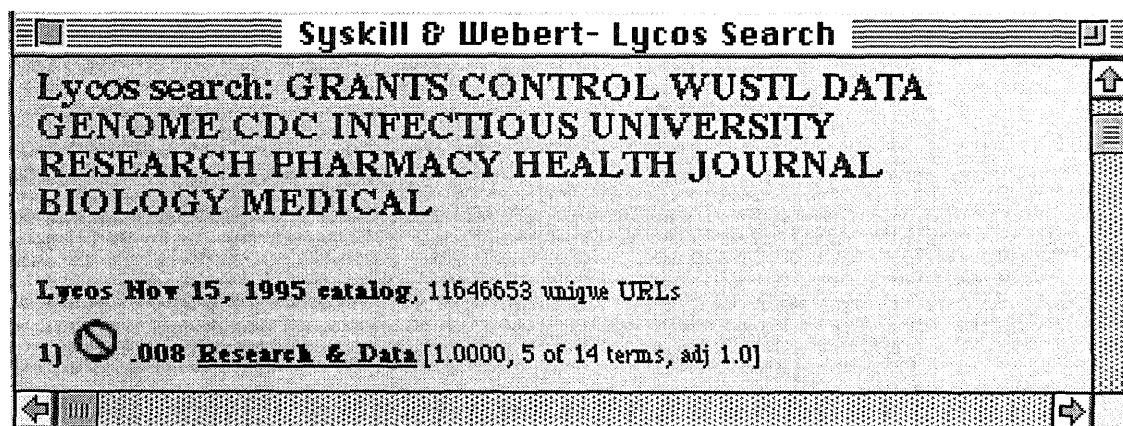 Syskill & Webert- Lycos Search
Lycos search: GRANTS CONTROL WUSTL DATA
GENOME CDC INFECTIOUS UNIVERSITY
RESEARCH PHARMACY HEALTH JOURNAL
BIOLOGY MEDICAL
Lycos Nov 15, 1995 catalog, 11646653 unique URLs
1] .008 Research & Data [1.0000, 5 of 14 terms, adj 1.0]